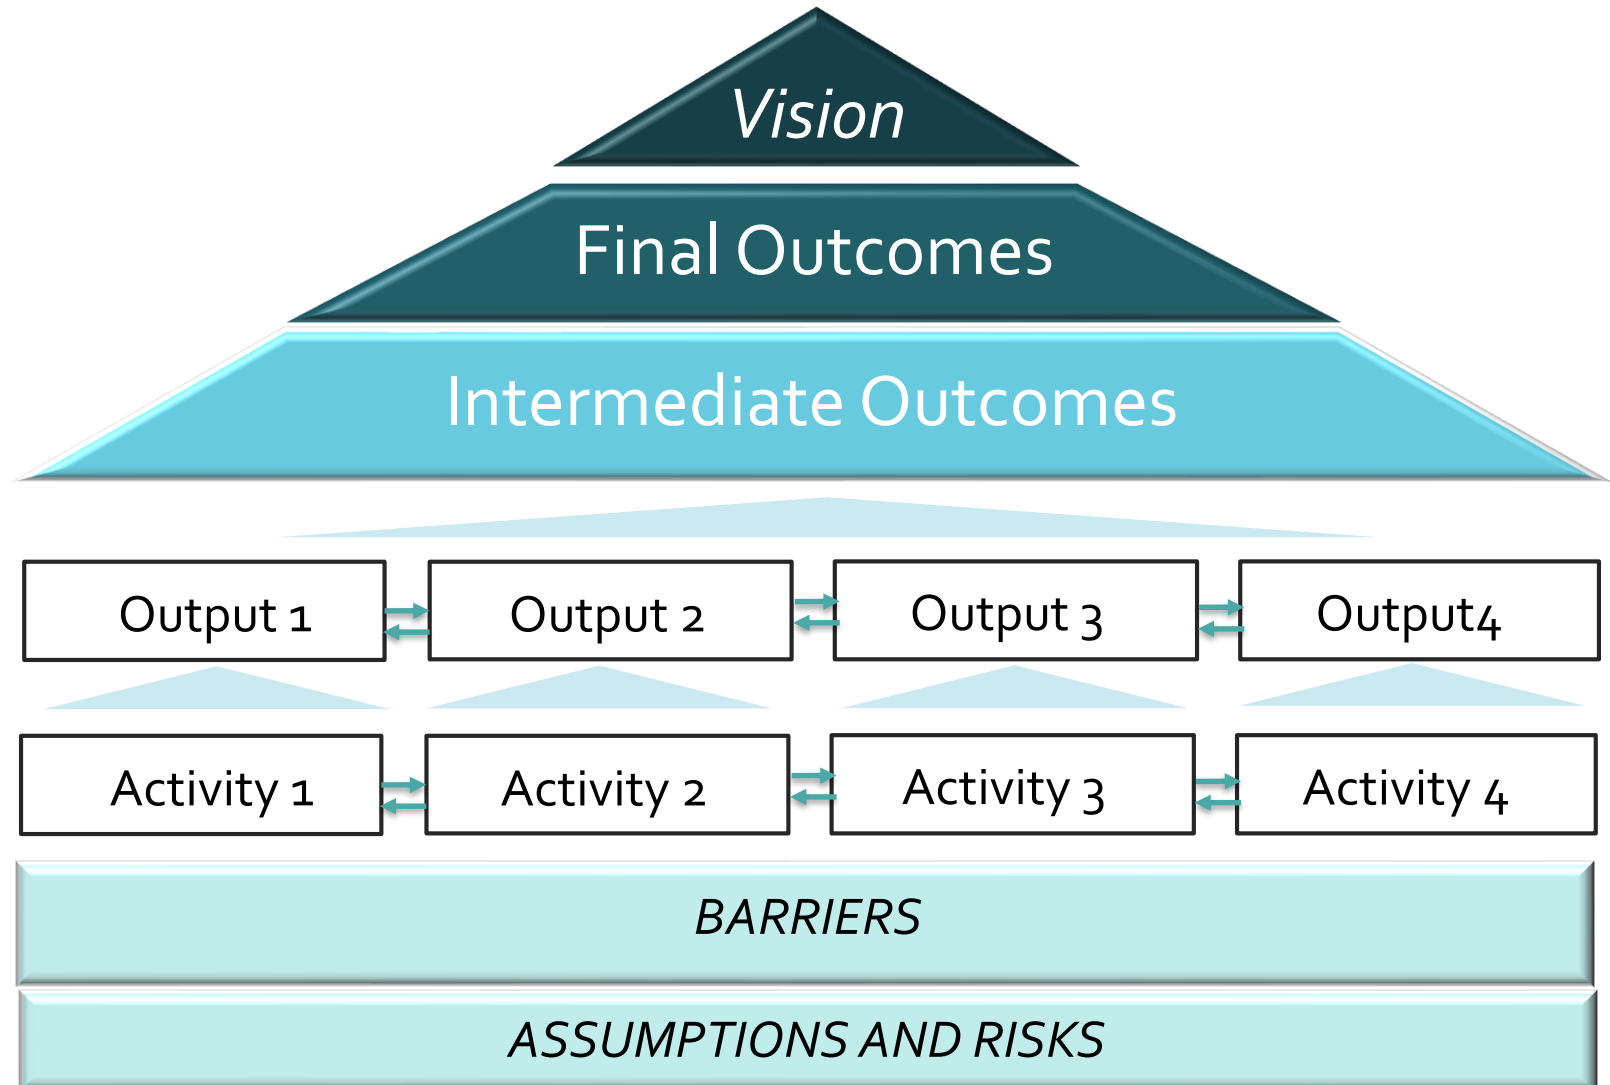 Vision
Final Outcomes
Intermediate Outcomes
Output 1
Output 2
Output 3
Output4
Activity 1
Activity 2
Activity 3
Activity 4
BARRIERS
ASSUMPTIONS AND RISKS